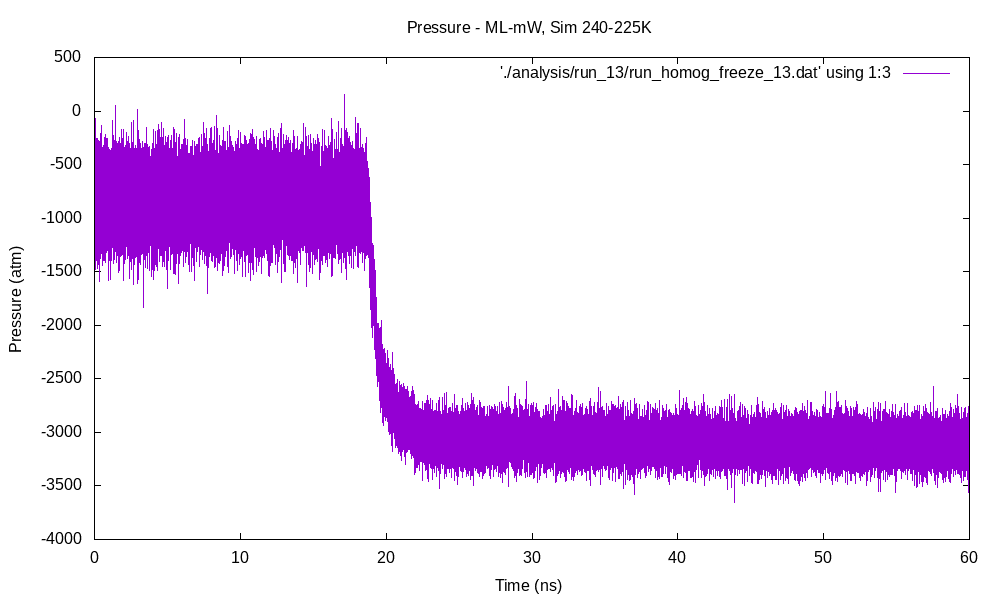 Pressure - ML-mW, Sim 240-225K
'./analysis/run_13/run_homog_freeze_13.dat' using 1:3
500
0
-500
-1000
-1500
-2000
-2500
-3000
-3500
-4000
Pressure (atm)
0 10 20 30 40 50 60
Time (ns)